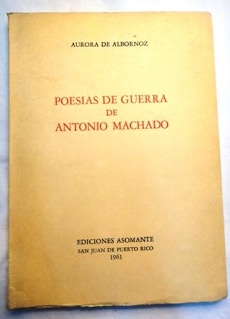 AURORA DE ALBORNOZ
POESIAS DE GUERRA
DE
ANTONIO MACHADO
EDICIONES ASOMANTE
SAN JUAN DE PUERTO RICO
1961